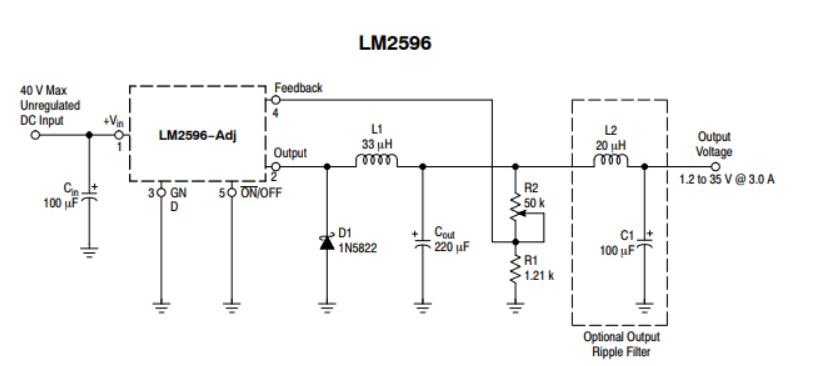 LM2596
40 V Max
Unregulated
DC Input
+Vin
1
LM2596-Adj
Feedback
4
Output
2
3
GN
D
5
ON/OFF
Cin
100 µF
+
D1
1N5822
L1
33 µH
+
Cout
220 µF
R2
50 k
R1
1.21 k
L2
20 µH
C1
100 µF
+
Output
Voltage
1.2 to 35 V @ 3.0 A
Optional Output
Ripple Filter